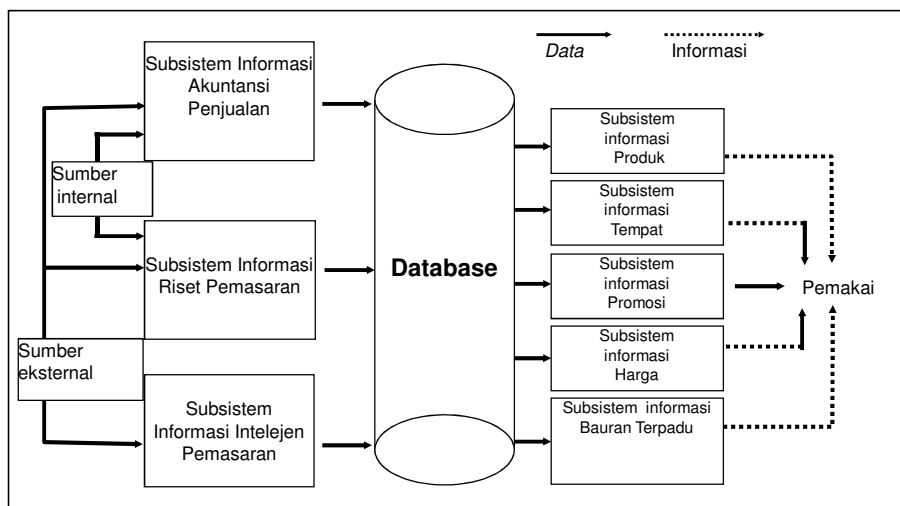 Data
Informasi
Subsistem Informasi
Akuntansi
Penjualan
Sumber
internal
Subsistem Informasi
Riset Pemasaran
Sumber
eksternal
Subsistem
Informasi Intelejen
Pemasaran
Database
Subsistem
informasi
Produk
Subsistem
informasi
Tempat
Subsistem
informasi
Promosi
Subsistem
informasi
Harga
Subsistem informasi
Bauran Terpadu
Pemakai